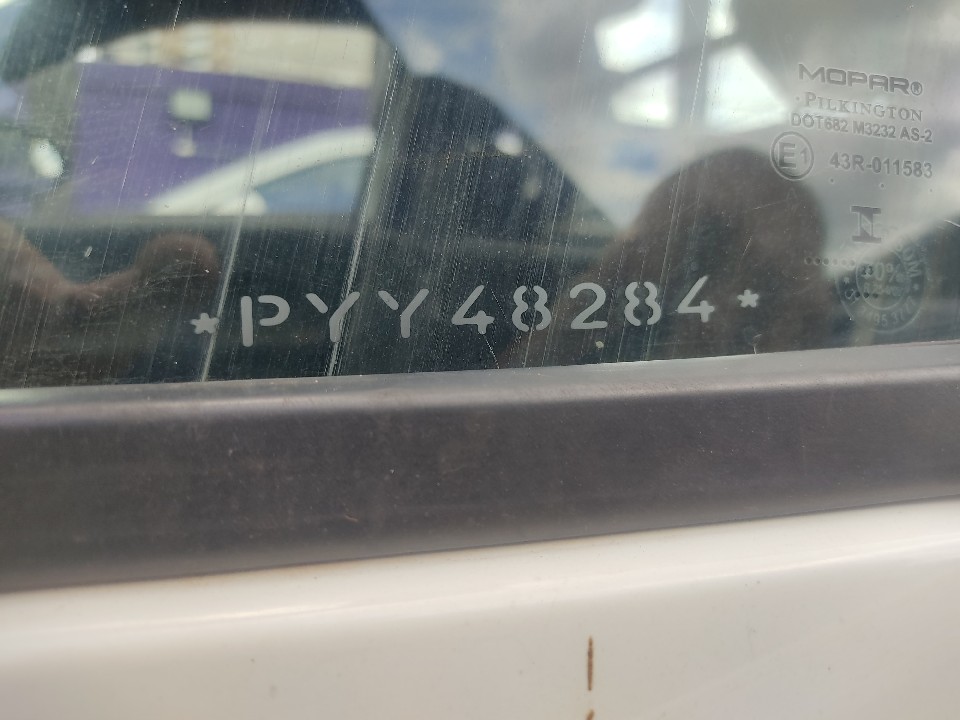 MOPAR®
PILKINGTON
DOT682 M3232 AS-2
E1 43R-011583
I
*PYY48284*